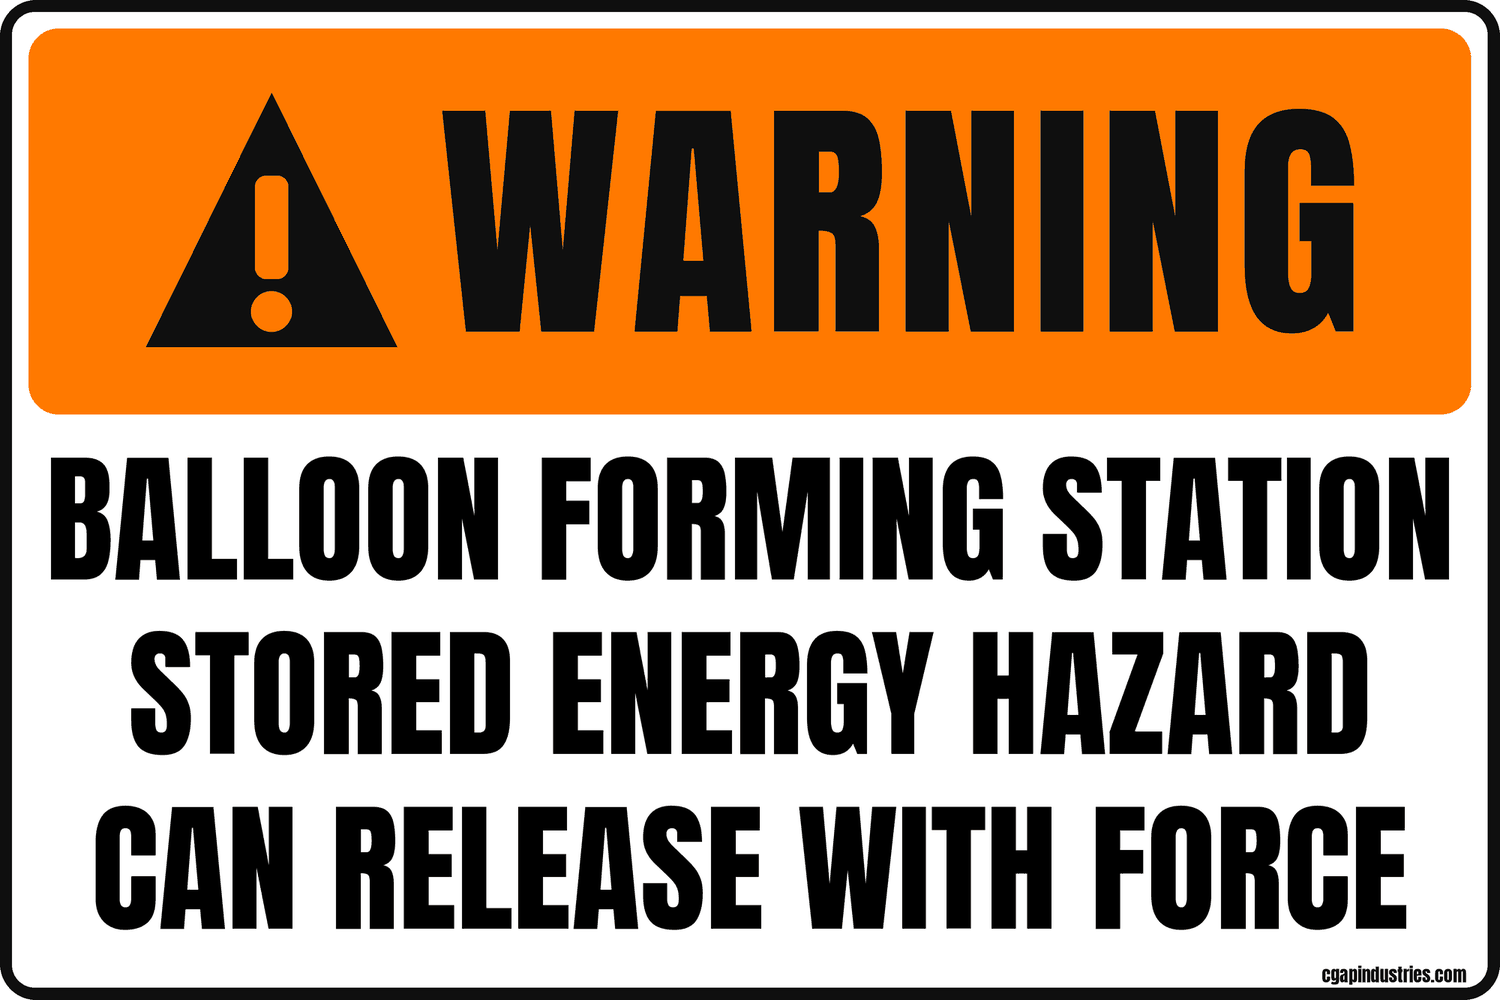 WARNING
BALLOON FORMING STATION
STORED ENERGY HAZARD
CAN RELEASE WITH FORCE
cgapindustries.com